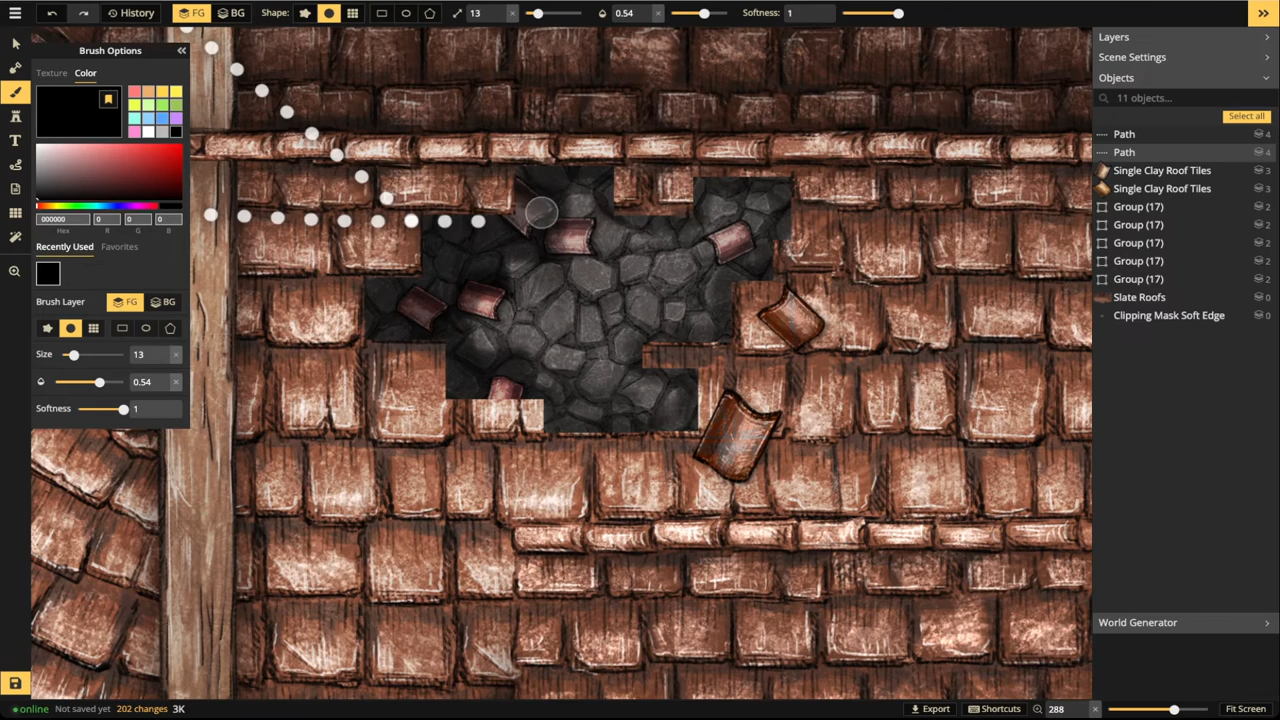 History FG BG Shape: 13 0.54 Softness: 1
Brush Options
Texture Color
000000 0 0 0
Hex R G B
Recently Used Favorites
Brush Layer FG BG
Size 13
0.54
Softness 1
Layers
Scene Settings
Objects
11 objects...
Select all
Path 4
Path 4
Single Clay Roof Tiles 3
Single Clay Roof Tiles 3
Group (17) 2
Group (17) 2
Group (17) 2
Group (17) 2
Group (17) 2
Slate Roofs 0
Clipping Mask Soft Edge 0
World Generator
online Not saved yet 202 changes 3K Export Shortcuts 288 Fit Screen